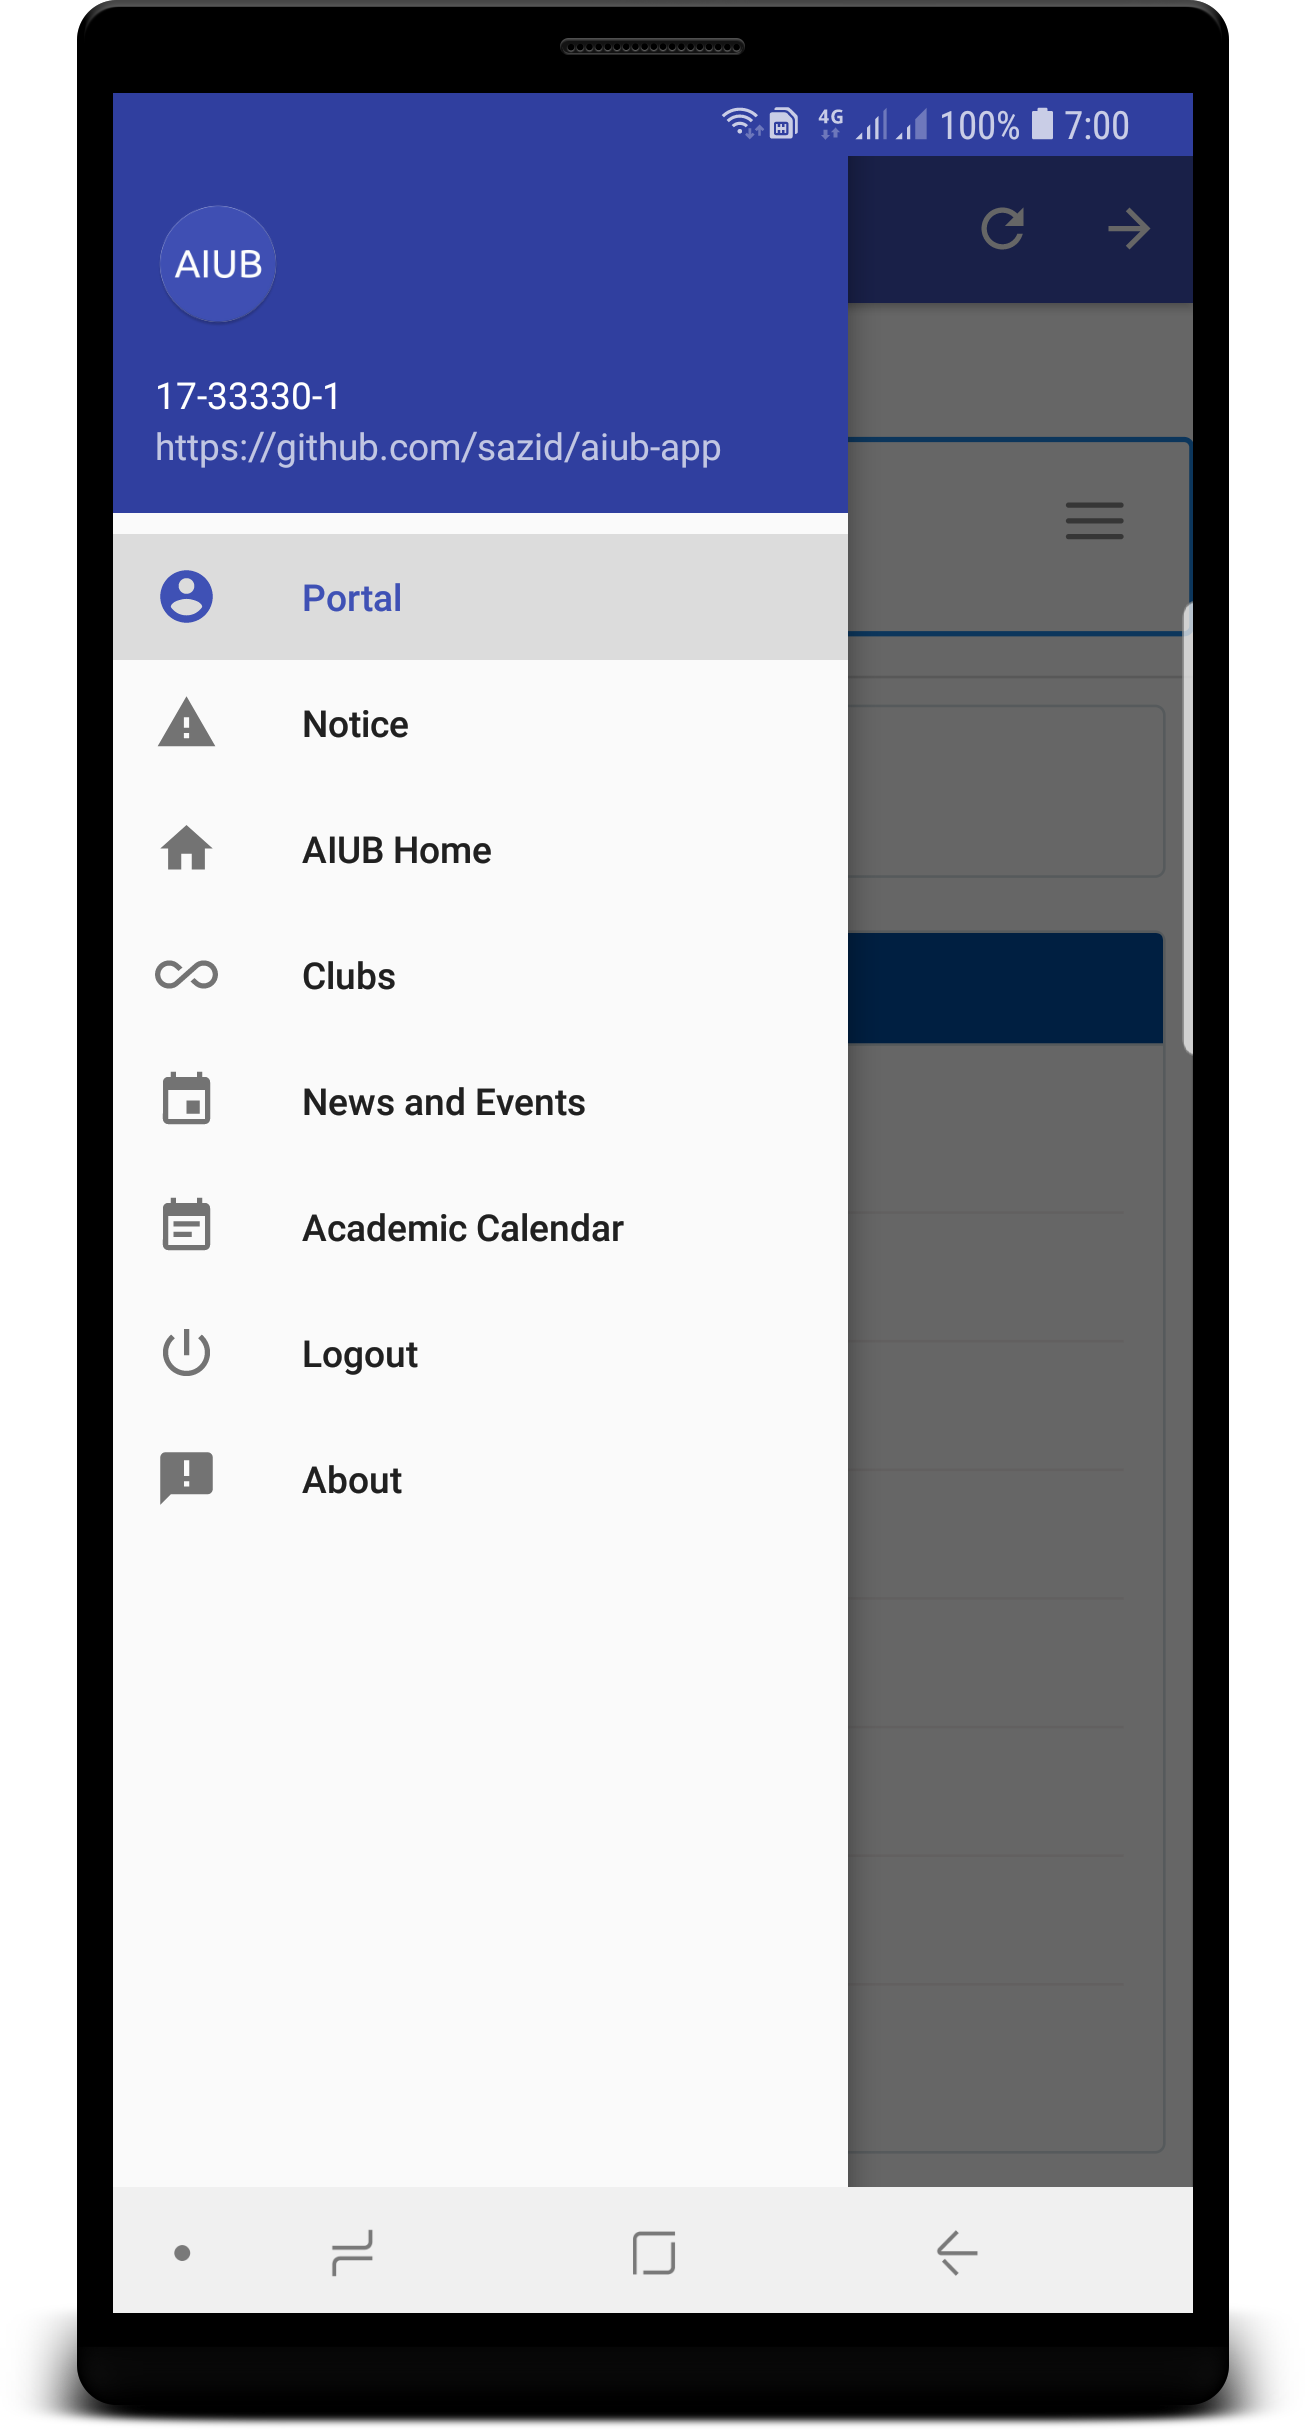 4G 100% 7:00
AIUB
17-33330-1
https://github.com/sazid/aiub-app
Portal
Notice
AIUB Home
Clubs
News and Events
Academic Calendar
Logout
About